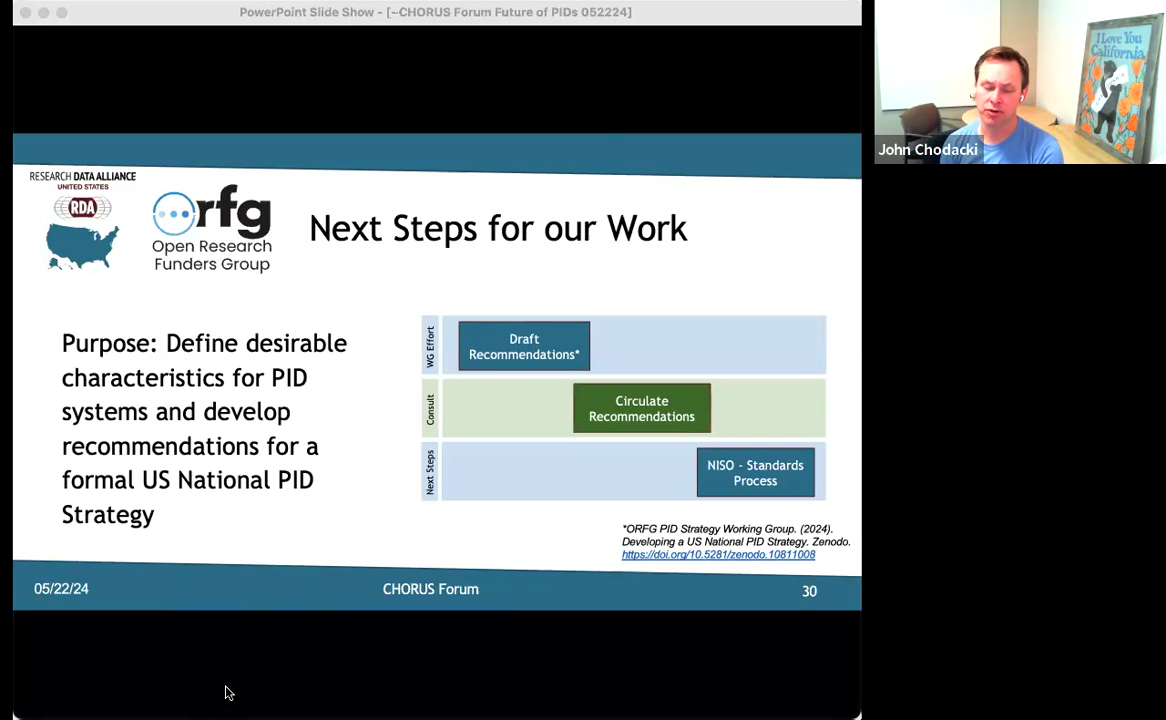 PowerPoint Slide Show - [~CHORUS Forum Future of PIDs 052224]
I Love You
California
John Chodacki
RESEARCH DATA ALLIANCE
UNITED STATES
RDA
orfg
Open Research
Funders Group
Next Steps for our Work
Purpose: Define desirable
characteristics for PID
systems and develop
recommendations for a
formal US National PID
Strategy
WG Effort
Draft
Recommendations*
Consult
Circulate
Recommendations
Next Steps
NISO - Standards
Process
*ORFG PID Strategy Working Group. (2024).
Developing a US National PID Strategy. Zenodo.
https://doi.org/10.5281/zenodo.10811008
05/22/24
CHORUS Forum
30